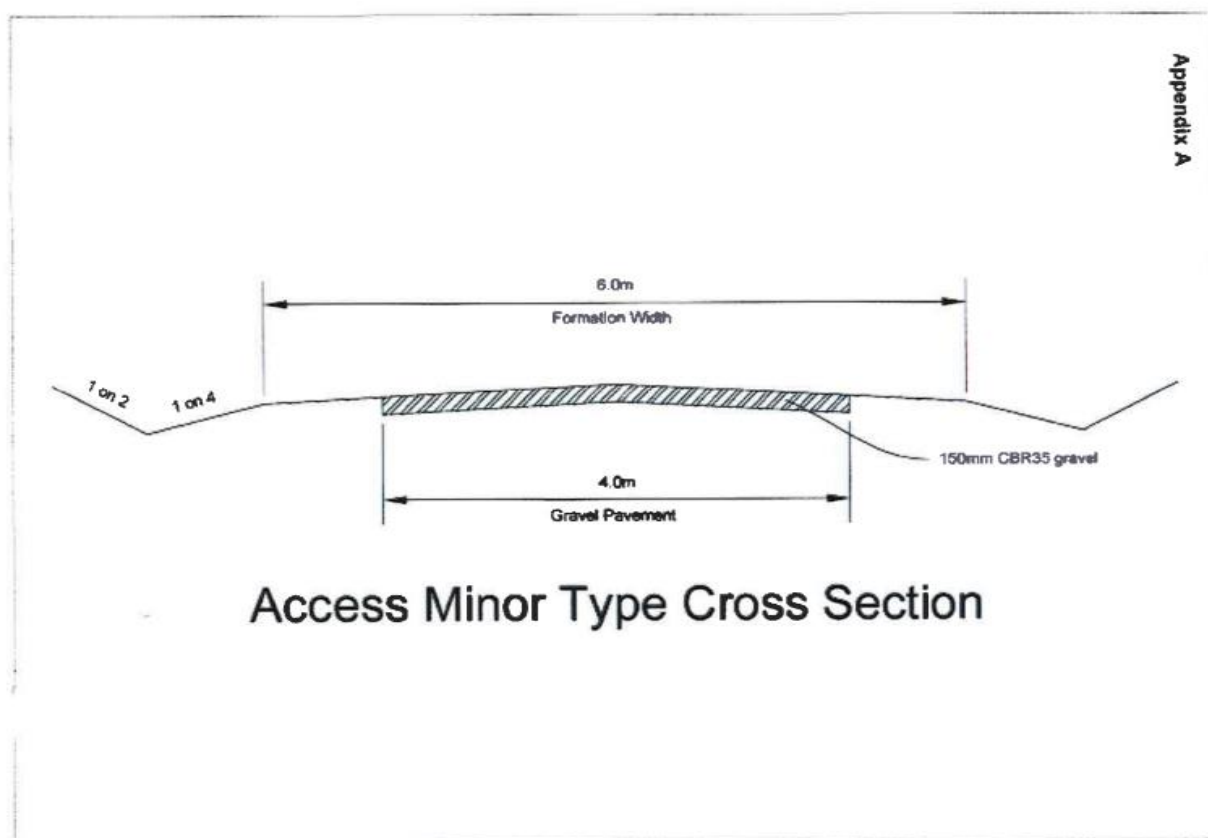 Appendix A
6.0m
Formation Width
1 on 2
1 on 4
150mm CBR35 gravel
4.0m
Gravel Pavement
Access Minor Type Cross Section